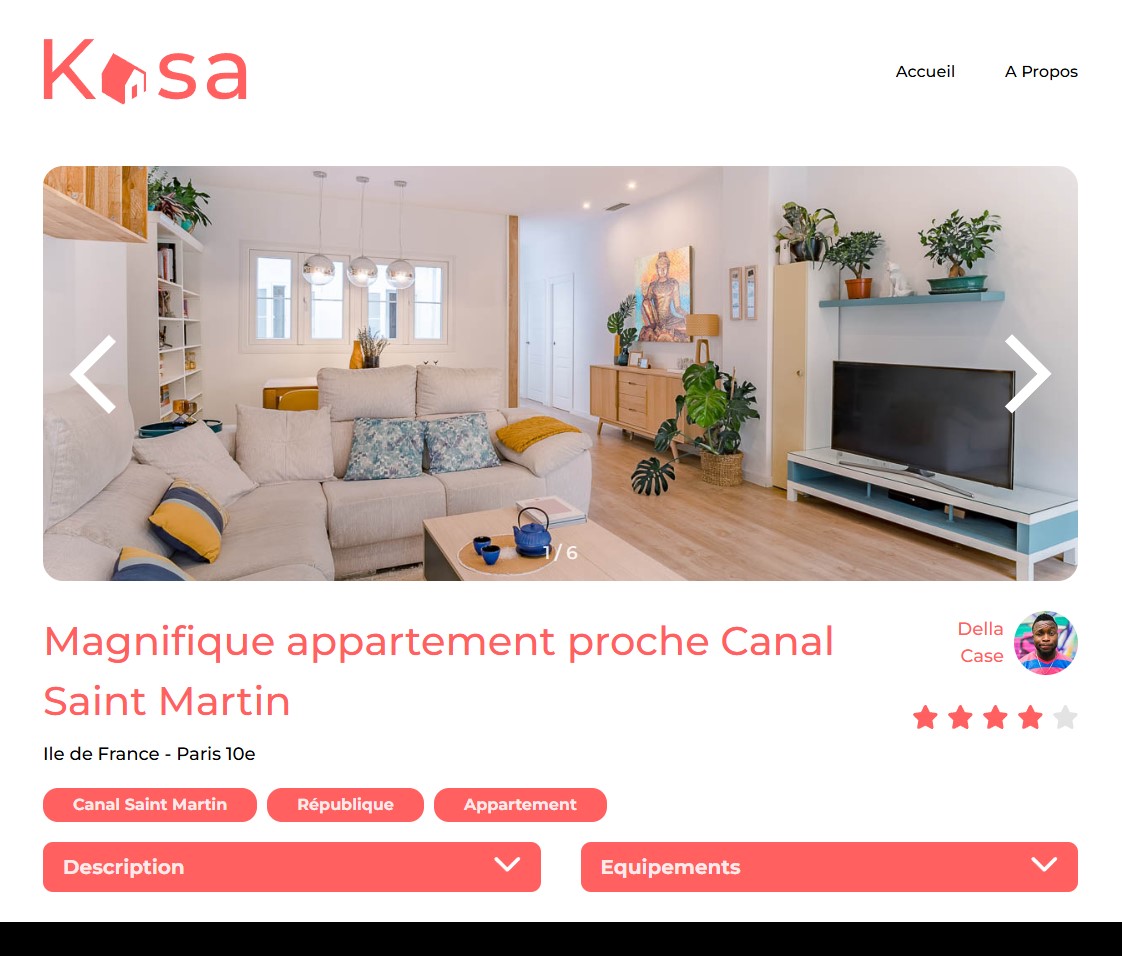 Kasa
Accueil
A Propos
1 / 6
Magnifique appartement proche Canal
Saint Martin
Della
Case
Ile de France - Paris 10e
Canal Saint Martin
République
Appartement
Description
Equipements